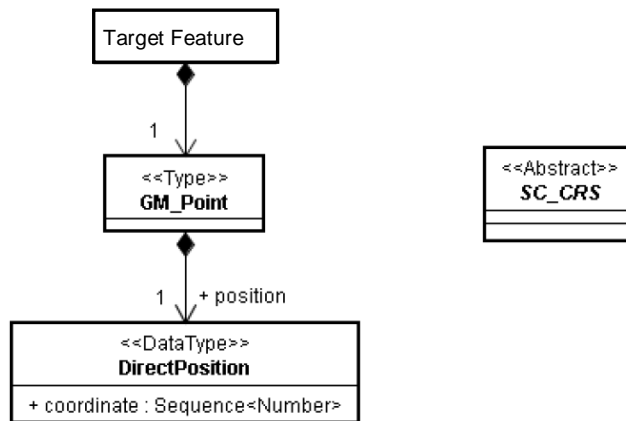 Target Feature
1
<<Type>>
GM_Point
<<Abstract>>
SC_CRS
1 + position
<<DataType>>
DirectPosition
+ coordinate : Sequence<Number>